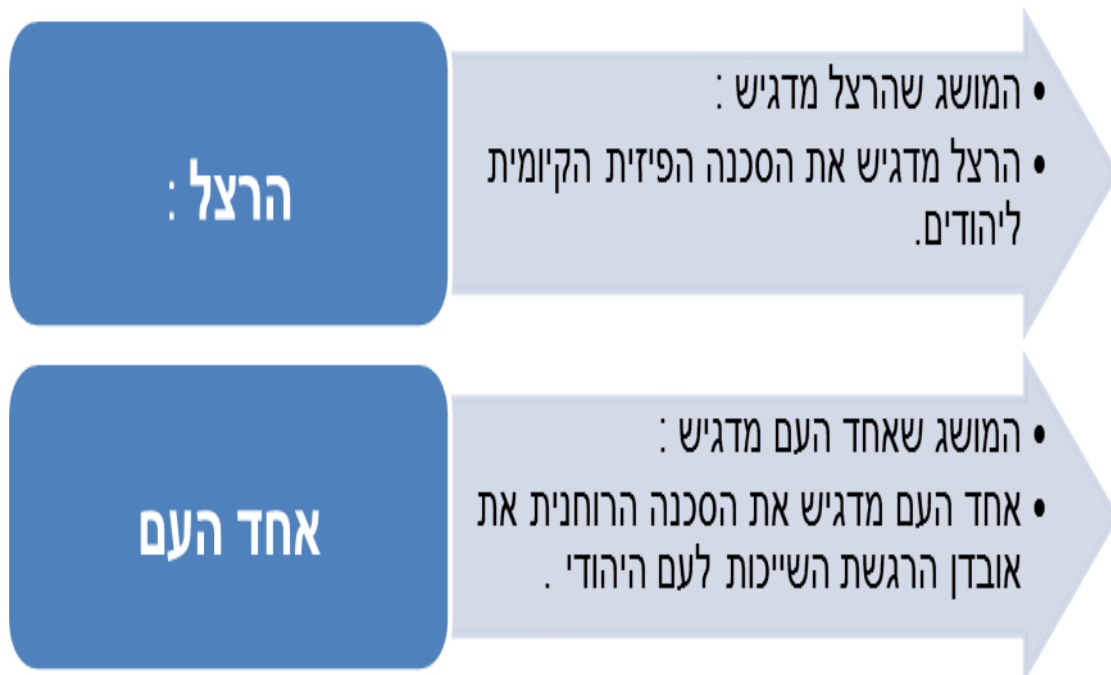 הרצל :
• המושג שהרצל מדגיש :
• הרצל מדגיש את הסכנה הפיזית הקיומית
ליהודים.
אחד העם
• המושג שאחד העם מדגיש :
• אחד העם מדגיש את הסכנה הרוחנית את
אובדן הרגשת השייכות לעם היהודי .